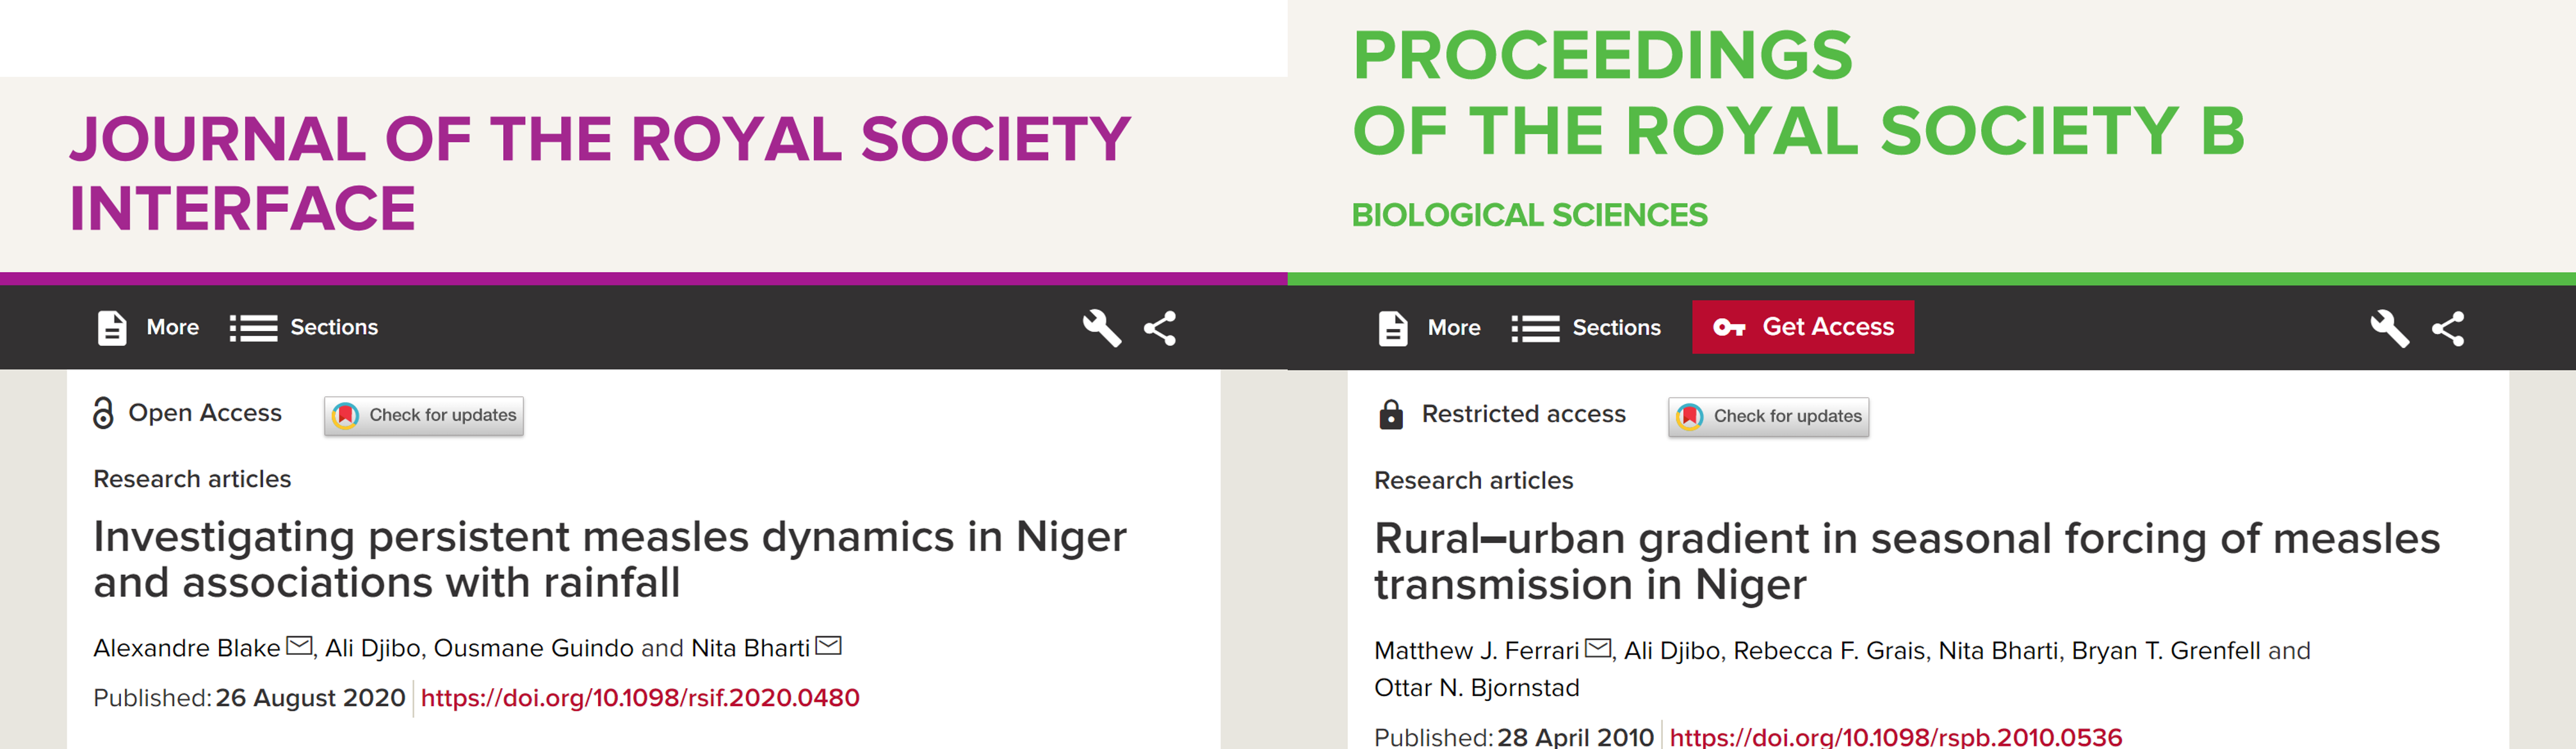 JOURNAL OF THE ROYAL SOCIETY
INTERFACE
More
Sections
Open Access
Check for updates
Research articles
Investigating persistent measles dynamics in Niger
and associations with rainfall
Alexandre Blake, Ali Djibo, Ousmane Guindo and Nita Bharti
Published: 26 August 2020 https://doi.org/10.1098/rsif.2020.0480
PROCEEDINGS
OF THE ROYAL SOCIETY B
BIOLOGICAL SCIENCES
More
Sections
Get Access
Restricted access
Check for updates
Research articles
Rural–urban gradient in seasonal forcing of measles
transmission in Niger
Matthew J. Ferrari, Ali Djibo, Rebecca F. Grais, Nita Bharti, Bryan T. Grenfell and
Ottar N. Bjornstad
Published: 28 April 2010 https://doi.org/10.1098/rspb.2010.0536